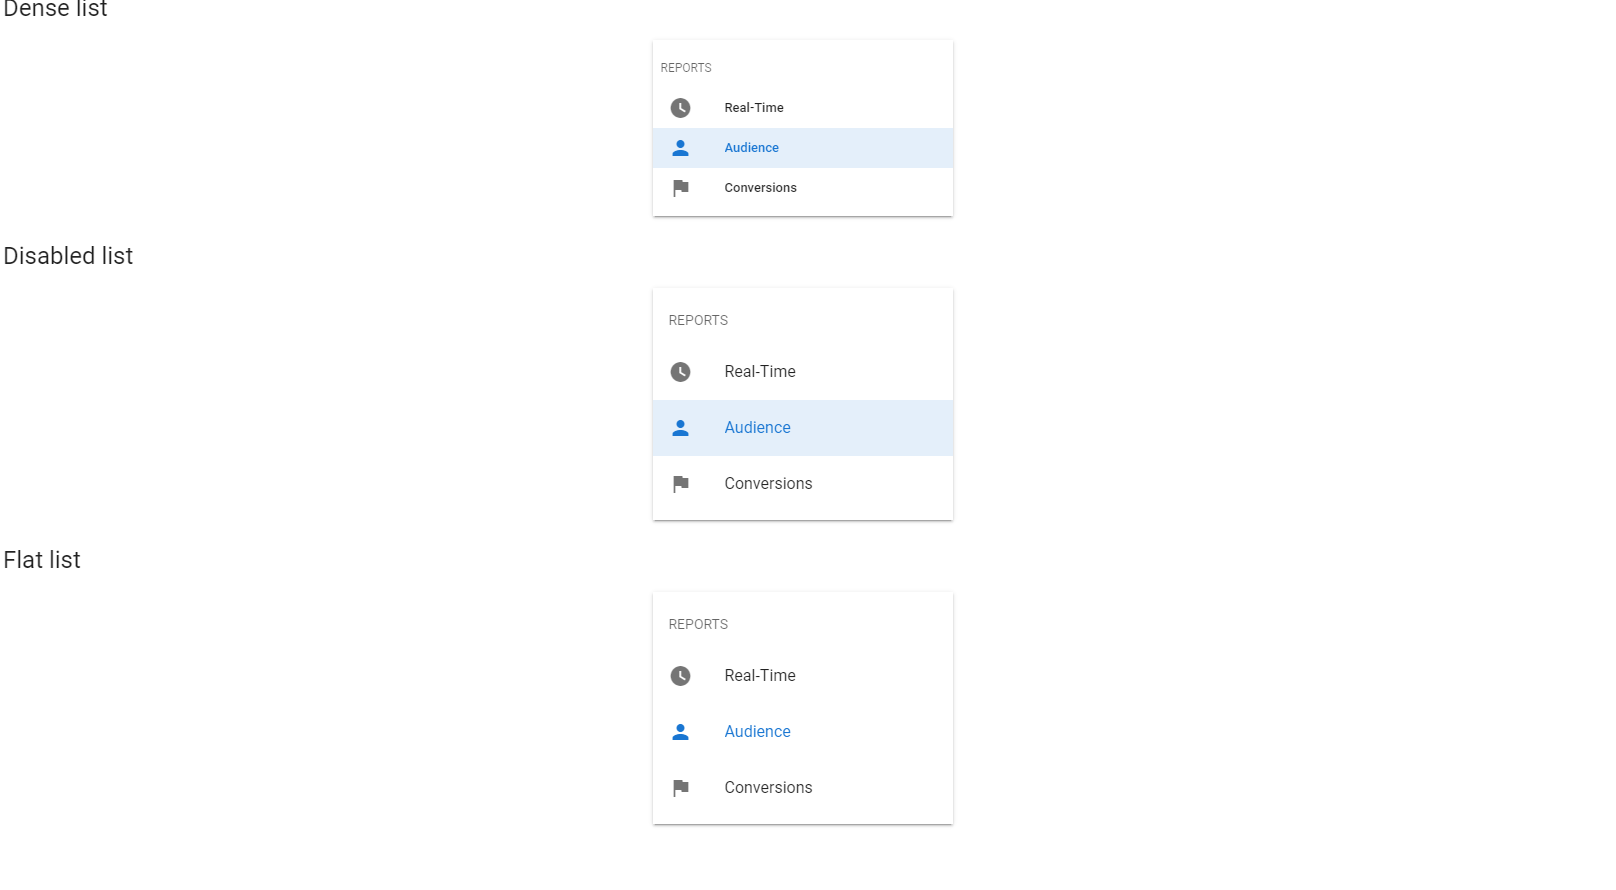 Dense list
REPORTS
Real-Time
Audience
Conversions
Disabled list
REPORTS
Real-Time
Audience
Conversions
Flat list
REPORTS
Real-Time
Audience
Conversions